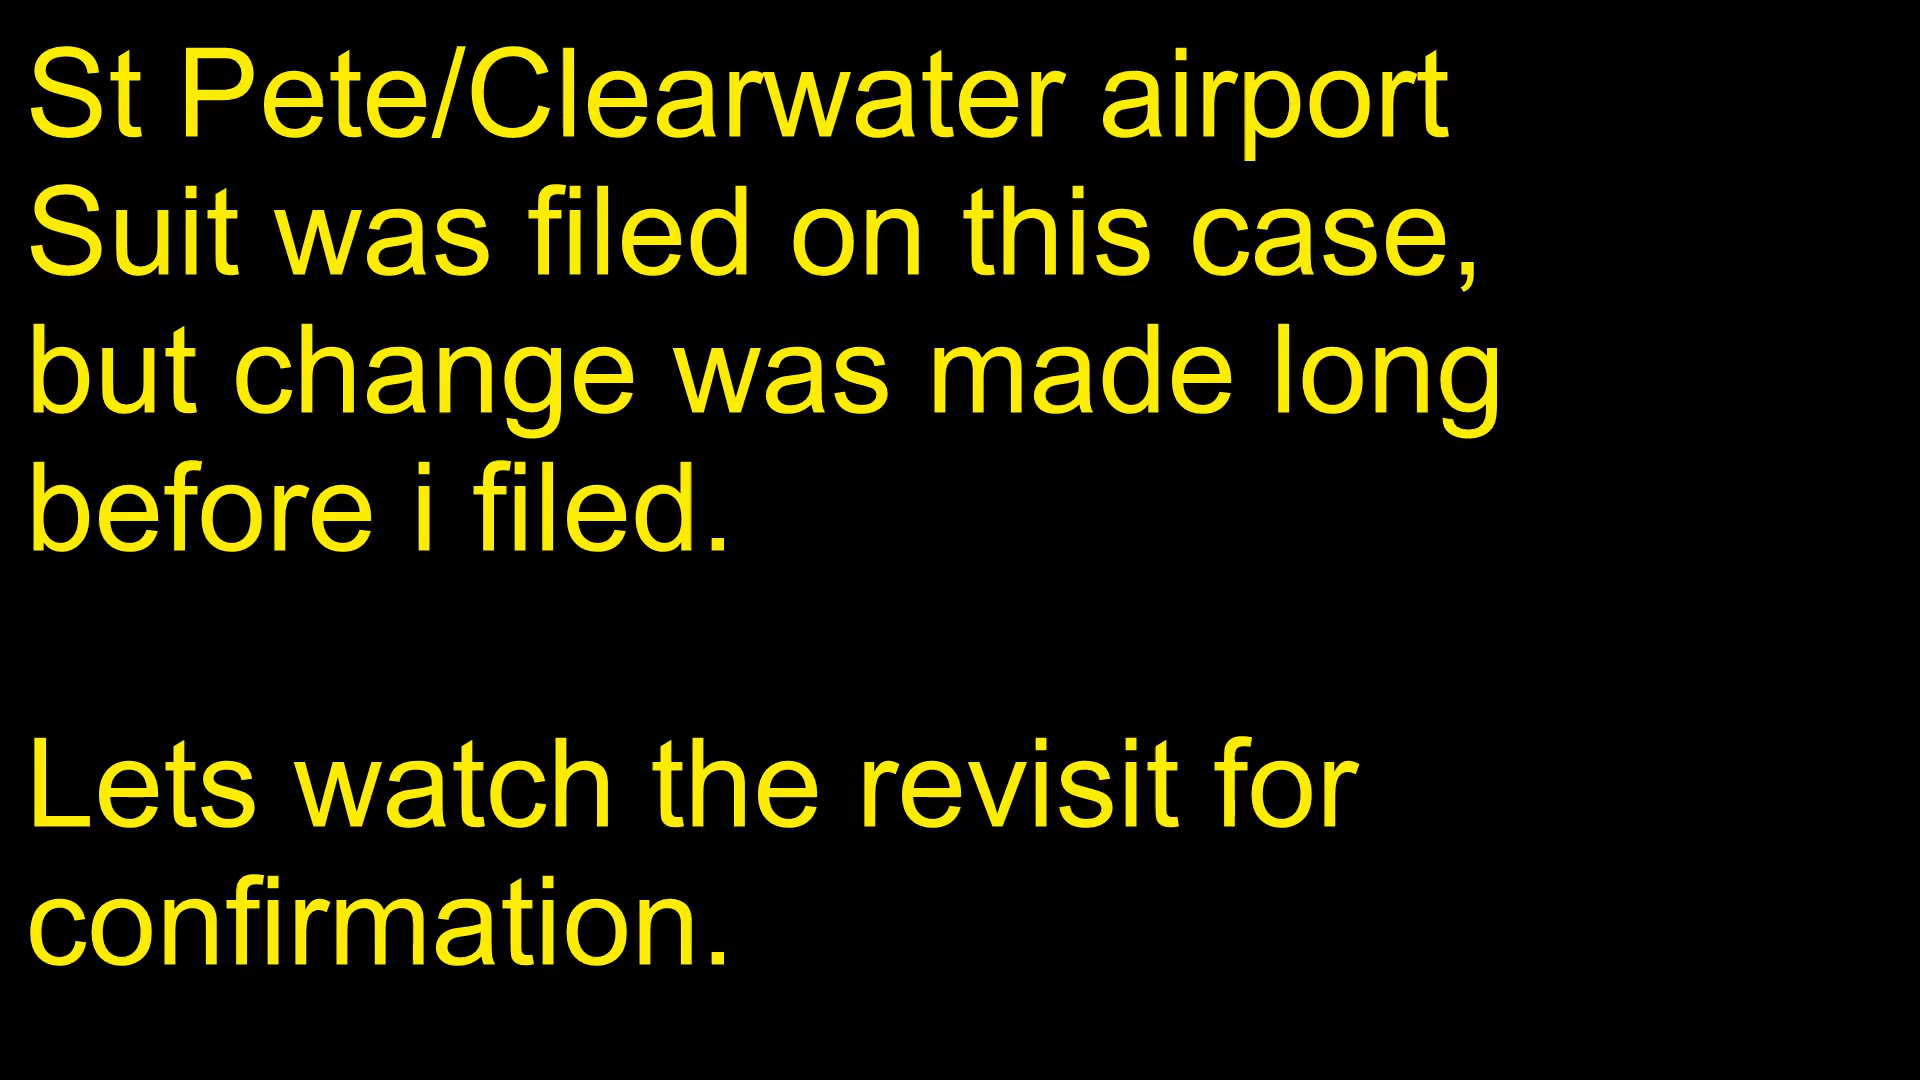 St Pete/Clearwater airport
Suit was filed on this case,
but change was made long
before i filed.
Lets watch the revisit for
confirmation.